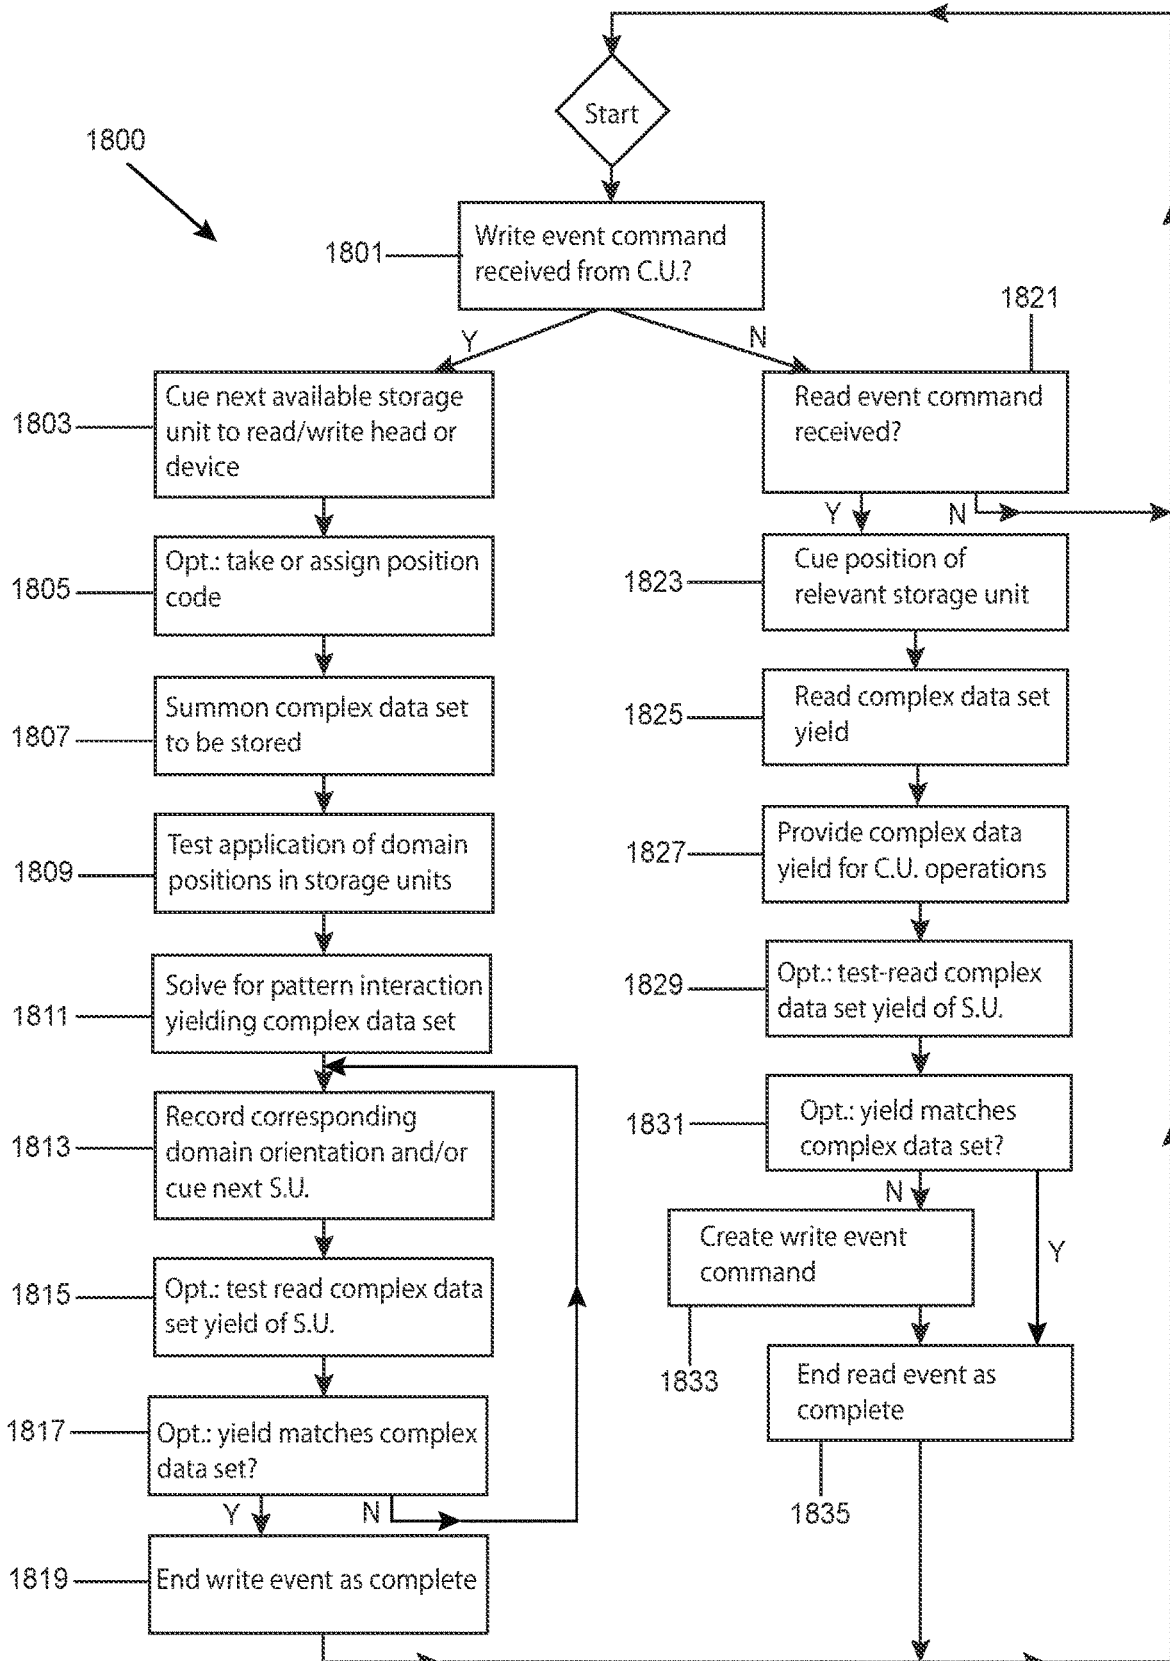 Start
1800
1801
Write event command
received from C.U.?
Y
N
1821
1803
Cue next available storage
unit to read/write head or
device
Read event command
received?
Y
N
1805
Opt.: take or assign position
code
1823
Cue position of
relevant storage unit
1807
Summon complex data set
to be stored
1825
Read complex data set
yield
1809
Test application of domain
positions in storage units
1827
Provide complex data
yield for C.U. operations
1811
Solve for pattern interaction
yielding complex data set
1829
Opt.: test-read complex
data set yield of S.U.
1813
Record corresponding
domain orientation and/or
cue next S.U.
1831
Opt.: yield matches
complex data set?
N
Y
1815
Opt.: test read complex data
set yield of S.U.
Create write event
command
1833
1817
Opt.: yield matches complex
data set?
Y
N
End read event as
complete
1835
1819
End write event as complete